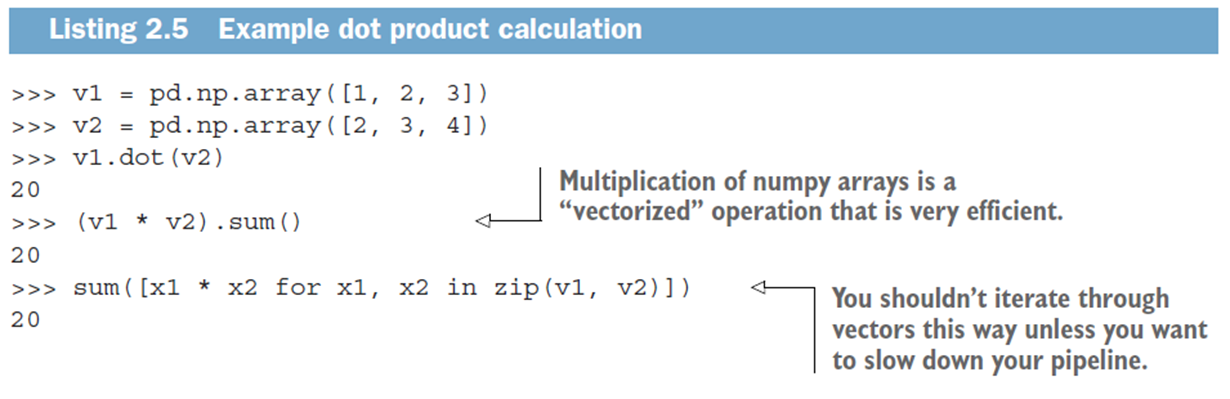 Listing 2.5 Example dot product calculation
>>> v1 = pd.np.array([1, 2, 3])
>>> v2 = pd.np.array([2, 3, 4])
>>> v1.dot(v2)
20
>>> (v1 * v2).sum()
Multiplication of numpy arrays is a
“vectorized” operation that is very efficient.
20
>>> sum([x1 * x2 for x1, x2 in zip(v1, v2)])
20
You shouldn’t iterate through
vectors this way unless you want
to slow down your pipeline.